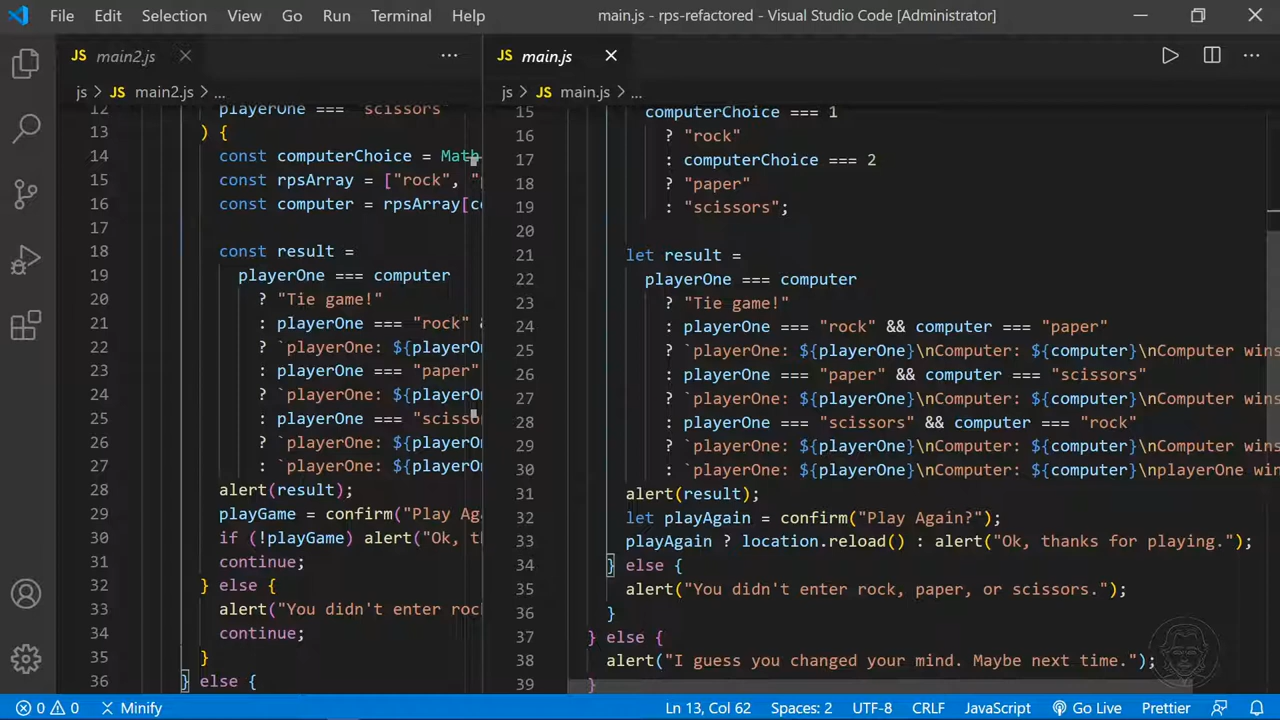 File Edit Selection View Go Run Terminal Help main.js - rps-refactored - Visual Studio Code [Administrator]
JS main2.js
js > JS main2.js > ...
12 playerOne === "scissors"
13 ) {
14 const computerChoice = Math
15 const rpsArray = ["rock", "
16 const computer = rpsArray[
17
18 const result =
19 playerOne === computer
20 ? "Tie game!"
21 : playerOne === "rock"
22 ? `playerOne: ${playerO
23 : playerOne === "paper"
24 ? `playerOne: ${playerO
25 : playerOne === "scisso
26 ? `playerOne: ${playerO
27 : `playerOne: ${playerO
28 alert(result);
29 playGame = confirm("Play Ag
30 if (!playGame) alert("Ok, t
31 continue;
32 } else {
33 alert("You didn't enter roc
34 continue;
35 }
36 } else {
JS main.js
js > JS main.js > ...
15 computerChoice === 1
16 ? "rock"
17 : computerChoice === 2
18 ? "paper"
19 : "scissors";
20
21 let result =
22 playerOne === computer
23 ? "Tie game!"
24 : playerOne === "rock" && computer === "paper"
25 ? `playerOne: ${playerOne}\nComputer: ${computer}\nComputer wins
26 : playerOne === "paper" && computer === "scissors"
27 ? `playerOne: ${playerOne}\nComputer: ${computer}\nComputer wins
28 : playerOne === "scissors" && computer === "rock"
29 ? `playerOne: ${playerOne}\nComputer: ${computer}\nComputer wins
30 : `playerOne: ${playerOne}\nComputer: ${computer}\nplayerOne win
31 alert(result);
32 let playAgain = confirm("Play Again?");
33 playAgain ? location.reload() : alert("Ok, thanks for playing.");
34 } else {
35 alert("You didn't enter rock, paper, or scissors.");
36 }
37 } else {
38 alert("I guess you changed your mind. Maybe next time.");
39 }
0 0 Minify Ln 13, Col 62 Spaces: 2 UTF-8 CRLF JavaScript Go Live Prettier